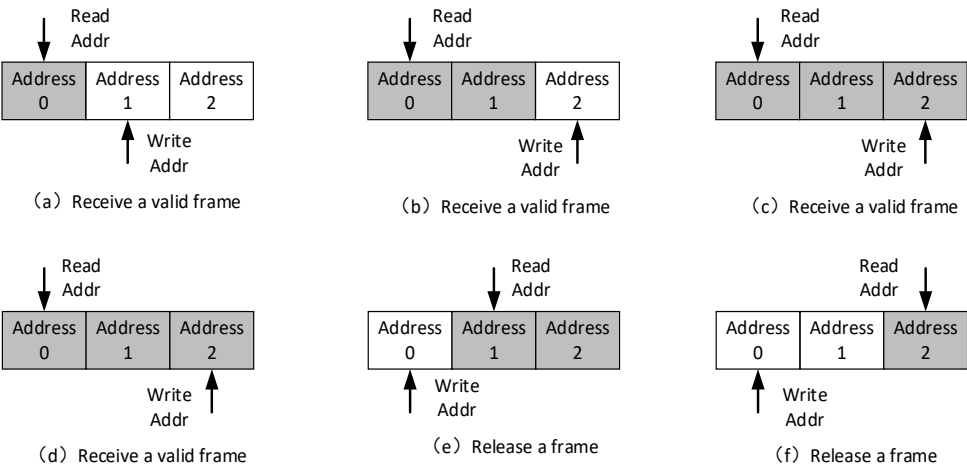 Read
Addr
Address 0
Address 1
Address 2
Write
Addr
（a）Receive a valid frame
Read
Addr
Address 0
Address 1
Address 2
Write
Addr
（b）Receive a valid frame
Read
Addr
Address 0
Address 1
Address 2
Write
Addr
（c）Receive a valid frame
Read
Addr
Address 0
Address 1
Address 2
Write
Addr
（d）Receive a valid frame
Read
Addr
Address 0
Address 1
Address 2
Write
Addr
（e）Release a frame
Read
Addr
Address 0
Address 1
Address 2
Write
Addr
（f）Release a frame